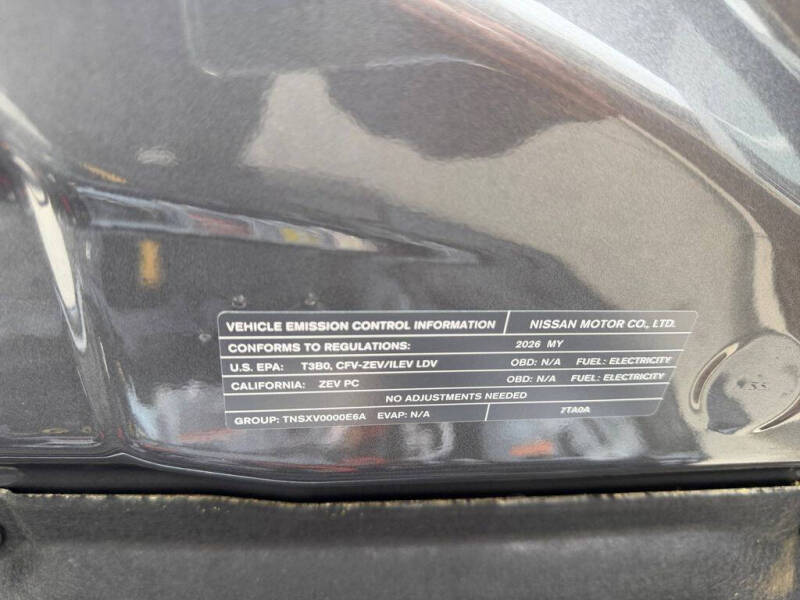 VEHICLE EMISSION CONTROL INFORMATION NISSAN MOTOR CO., LTD.
CONFORMS TO REGULATIONS: 2026 MY
U.S. EPA: T3B0, CFV-ZEV/ILEV LDV OBD: N/A FUEL: ELECTRICITY
CALIFORNIA: ZEV PC OBD: N/A FUEL: ELECTRICITY
NO ADJUSTMENTS NEEDED
GROUP: TNSXV0000E6A EVAP: N/A 7TA0A